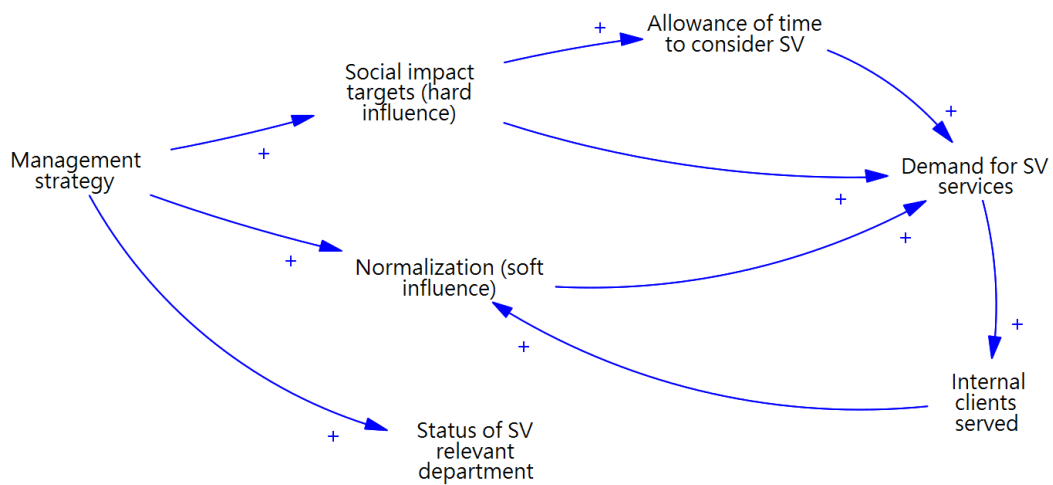 Allowance of time
to consider SV
+
Social impact
targets (hard
influence)
+
+
Management
strategy
Demand for SV
services
+
+
+
Normalization (soft
influence)
+
+
+
Internal
clients
served
Status of SV
relevant
department
+